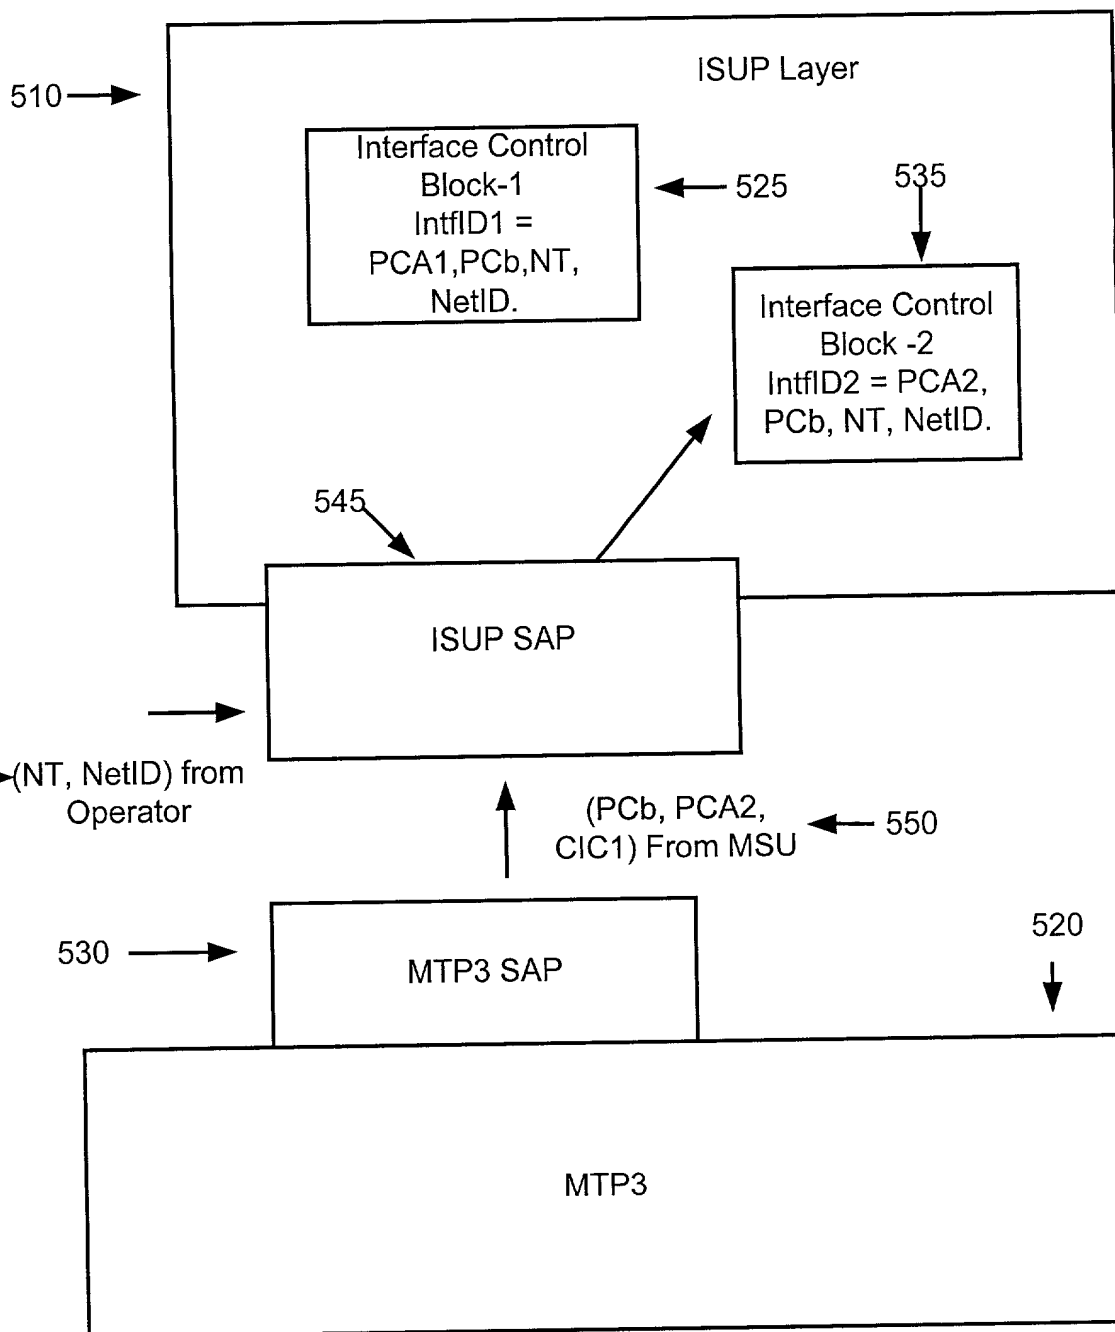 ISUP Layer
510
Interface Control
Block-1
IntfID1 =
PCA1,PCb,NT,
NetID.
525
535
Interface Control
Block -2
IntfID2 = PCA2,
PCb, NT, NetID.
545
ISUP SAP
(NT, NetID) from
Operator
(PCb, PCA2,
CIC1) From MSU
550
530
MTP3 SAP
520
MTP3